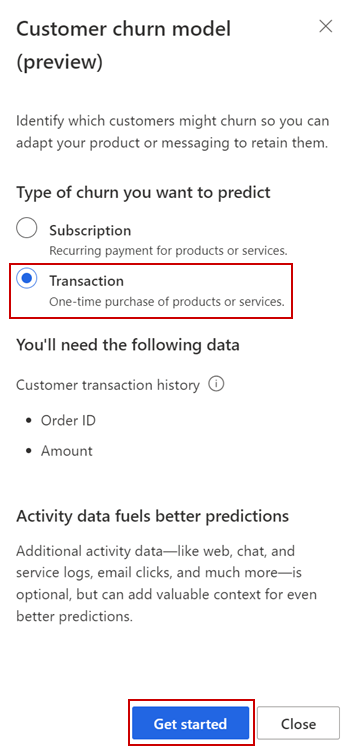 Customer churn model
(preview)
Identify which customers might churn so you can
adapt your product or messaging to retain them.
Type of churn you want to predict
Subscription
Recurring payment for products or services.
Transaction
One-time purchase of products or services.
You'll need the following data
Customer transaction history
• Order ID
• Amount
Activity data fuels better predictions
Additional activity data—like web, chat, and
service logs, email clicks, and much more—is
optional, but can add valuable context for even
better predictions.
Get started
Close